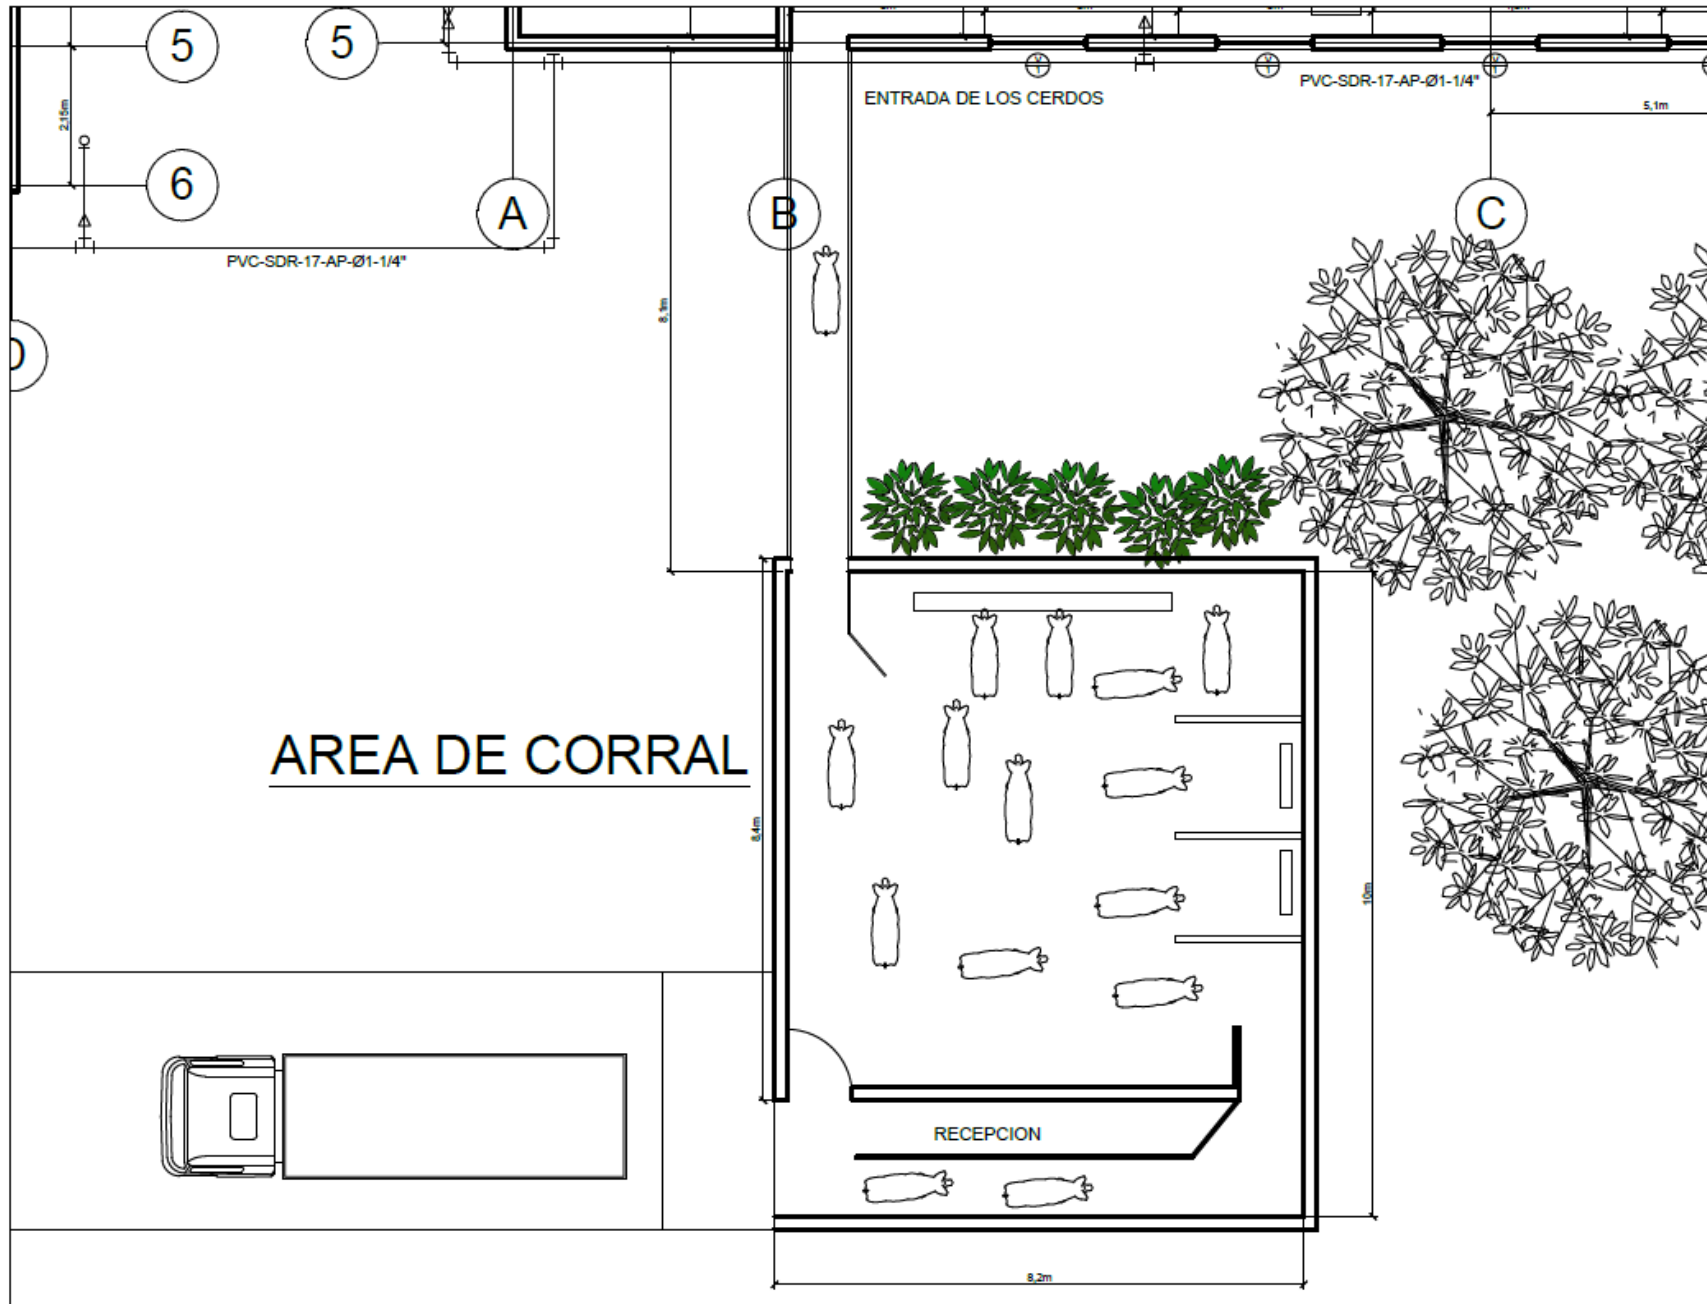 5
5
ENTRADA DE LOS CERDOS
PVC-SDR-17-AP-Ø1-1/4"
5,1m
2,15m
6
A
B
C
PVC-SDR-17-AP-Ø1-1/4"
8,1m
AREA DE CORRAL
8,4m
10m
RECEPCION
8,2m